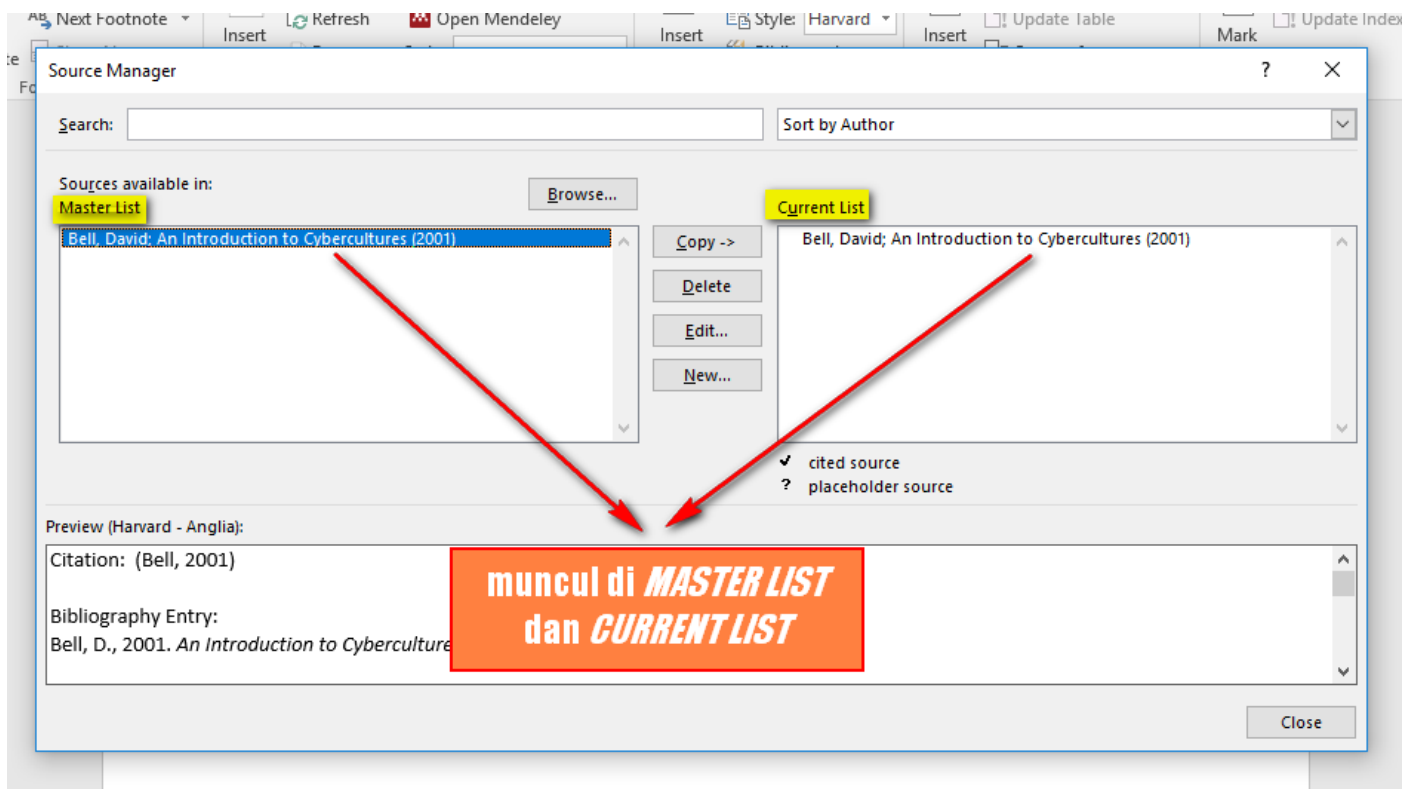 Next Footnote
Insert
Refresh
Open Mendeley
Insert
Style: Harvard
Insert
Update Table
Mark
Update Index
Source Manager
?
Search:
Sort by Author
Sources available in:
Master List
Browse...
Current List
Bell, David; An Introduction to Cybercultures (2001)
Copy ->
Bell, David; An Introduction to Cybercultures (2001)
Delete
Edit...
New...
cited source
? placeholder source
Preview (Harvard - Anglia):
Citation: (Bell, 2001)
Bibliography Entry:
Bell, D., 2001. An Introduction to Cyberculture
muncul di MASTER LIST
dan CURRENT LIST
Close